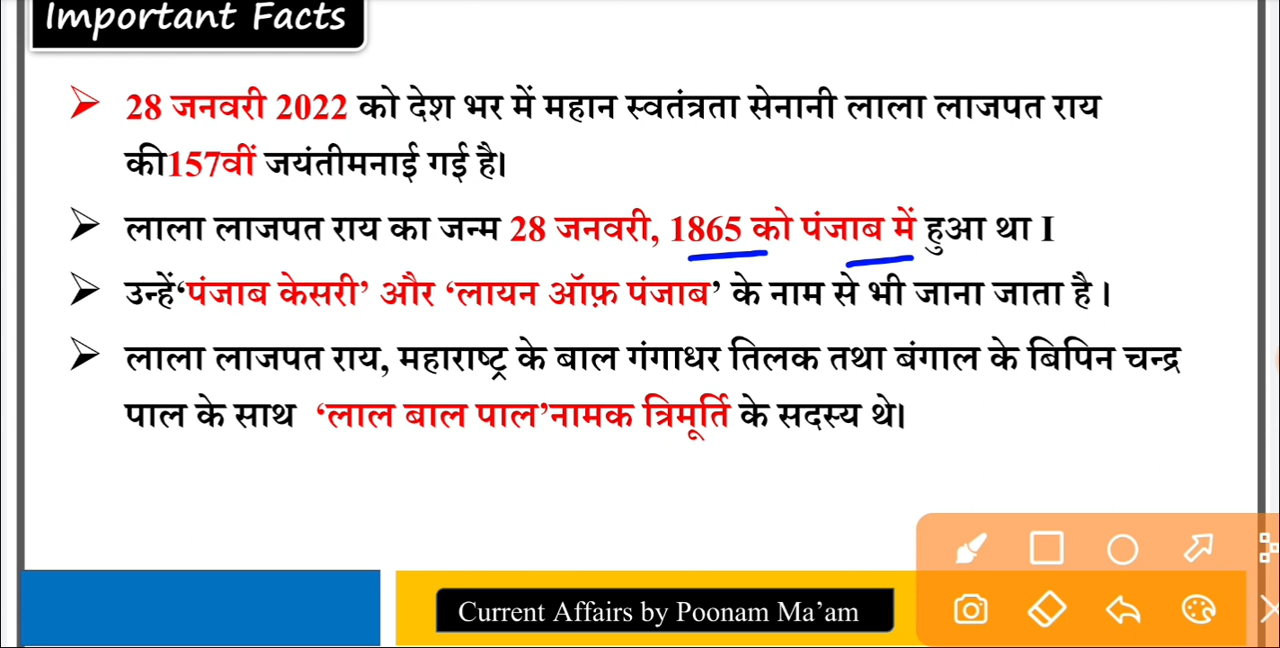 Important Facts
28 जनवरी 2022 को देश भर में महान स्वतंत्रता सेनानी लाला लाजपत राय
की157वीं जयंतीमनाई गई है।
लाला लाजपत राय का जन्म 28 जनवरी, 1865 को पंजाब में हुआ था I
उन्हें‘पंजाब केसरी’ और ‘लायन ऑफ़ पंजाब’ के नाम से भी जाना जाता है ।
लाला लाजपत राय, महाराष्ट्र के बाल गंगाधर तिलक तथा बंगाल के बिपिन चन्द्र
पाल के साथ ‘लाल बाल पाल’नामक त्रिमूर्ति के सदस्य थे।
Current Affairs by Poonam Ma’am